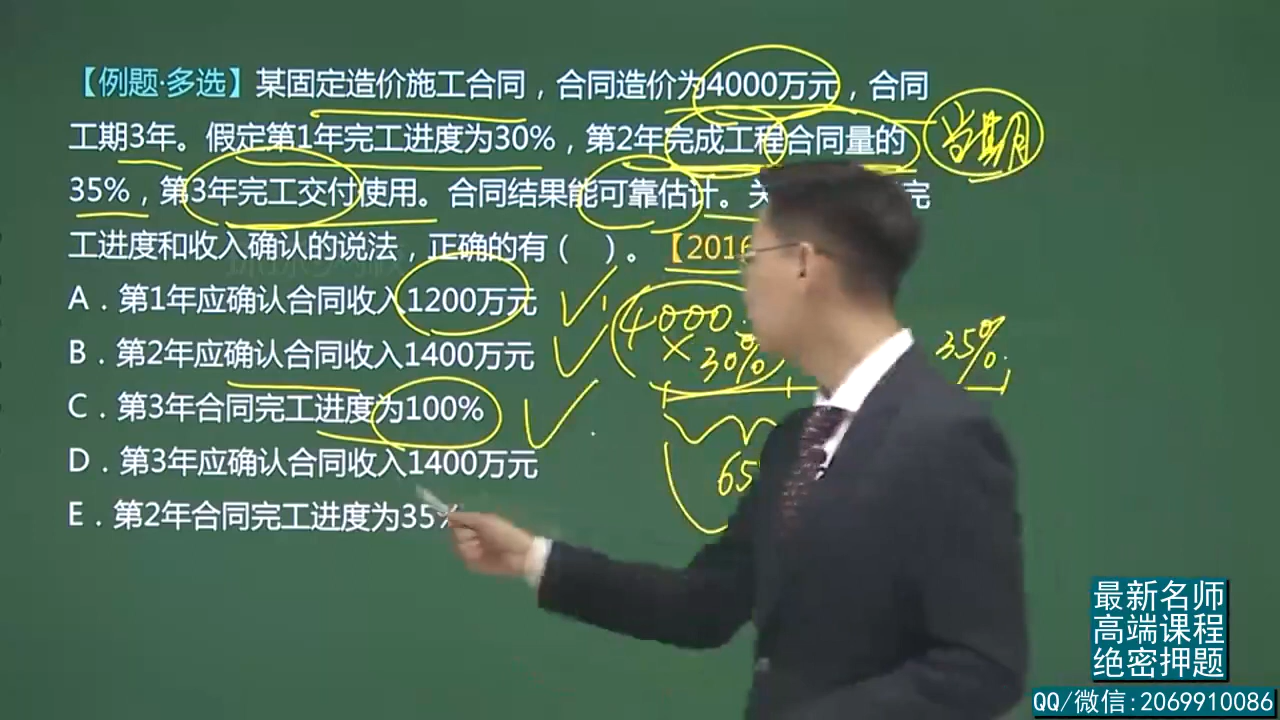 【例题·多选】某固定造价施工合同，合同造价为4000万元，合同
工期3年。假定第1年完工进度为30%，第2年完成工程合同量的
当期
35%，第3年完工交付使用。合同结果能可靠估计。关 完
工进度和收入确认的说法，正确的有（ ）。【2016
A．第1年应确认合同收入1200万元
4000
×30%
35%
B．第2年应确认合同收入1400万元
C．第3年合同完工进度为100%
D．第3年应确认合同收入1400万元
65
E．第2年合同完工进度为35%
最新名师
高端课程
绝密押题
QQ/微信:2069910086